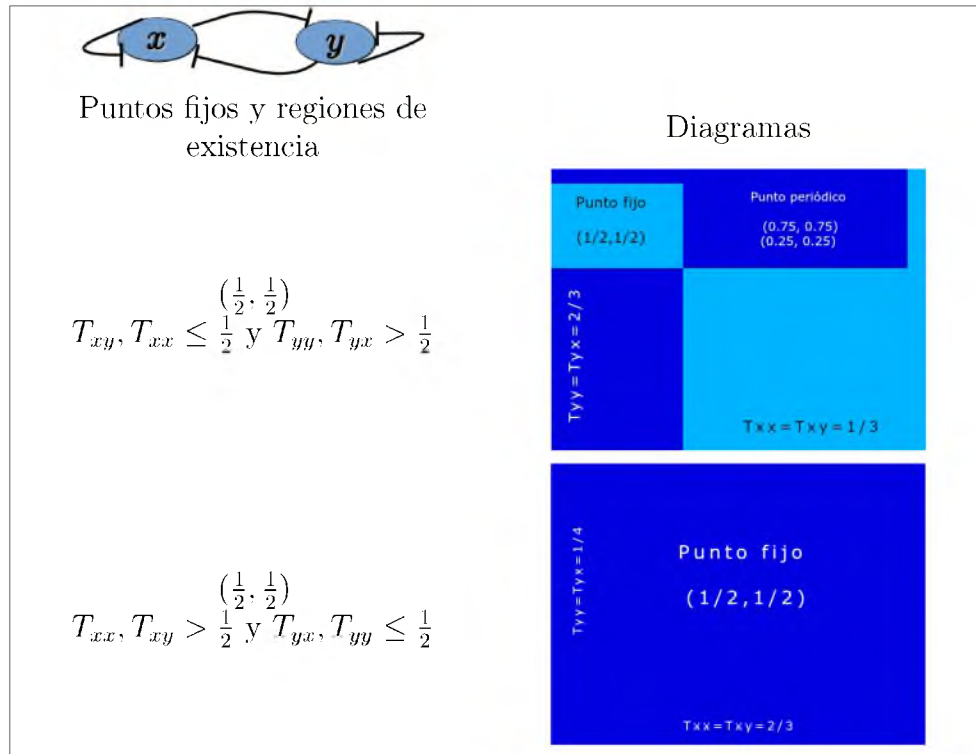 x
y
Puntos fijos y regiones de
existencia
Diagramas
Punto fijo
(1/2,1/2)
Punto periódico
(0.75, 0.75)
(0.25, 0.25)
Tyy=Tyx=2/3
Txx=Txy=1/3
(1/2, 1/2)
T_{xy}, T_{xx} ≤ 1/2 y T_{yy}, T_{yx} > 1/2
Punto fijo
(1/2,1/2)
Tyy=Tyx=1/4
Txx=Txy=2/3
(1/2, 1/2)
T_{xx}, T_{xy} > 1/2 y T_{yx}, T_{yy} ≤ 1/2